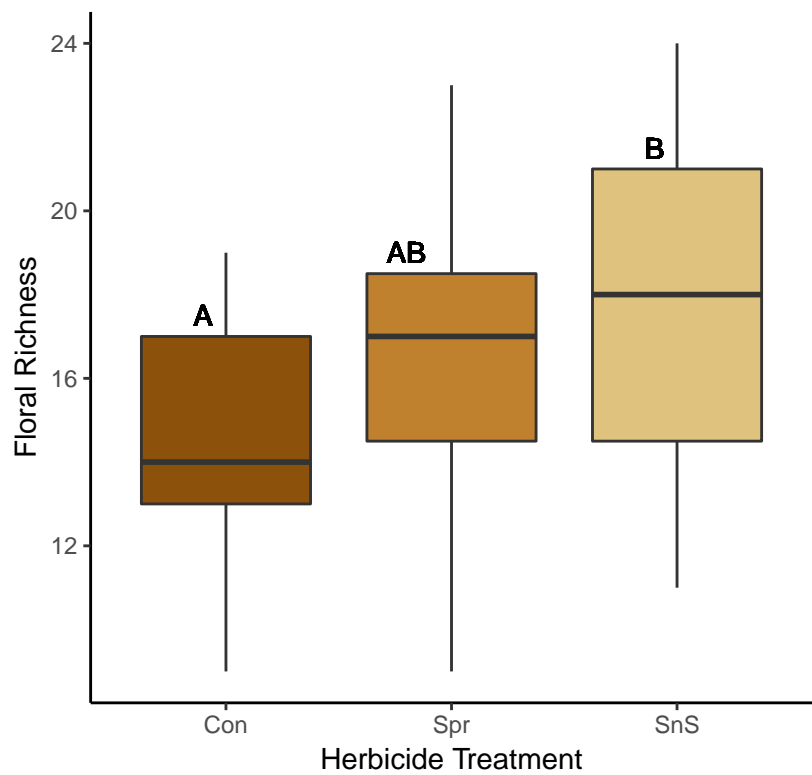 24
20
16
12
Floral Richness
A
AB
B
Con
Spr
SnS
Herbicide Treatment